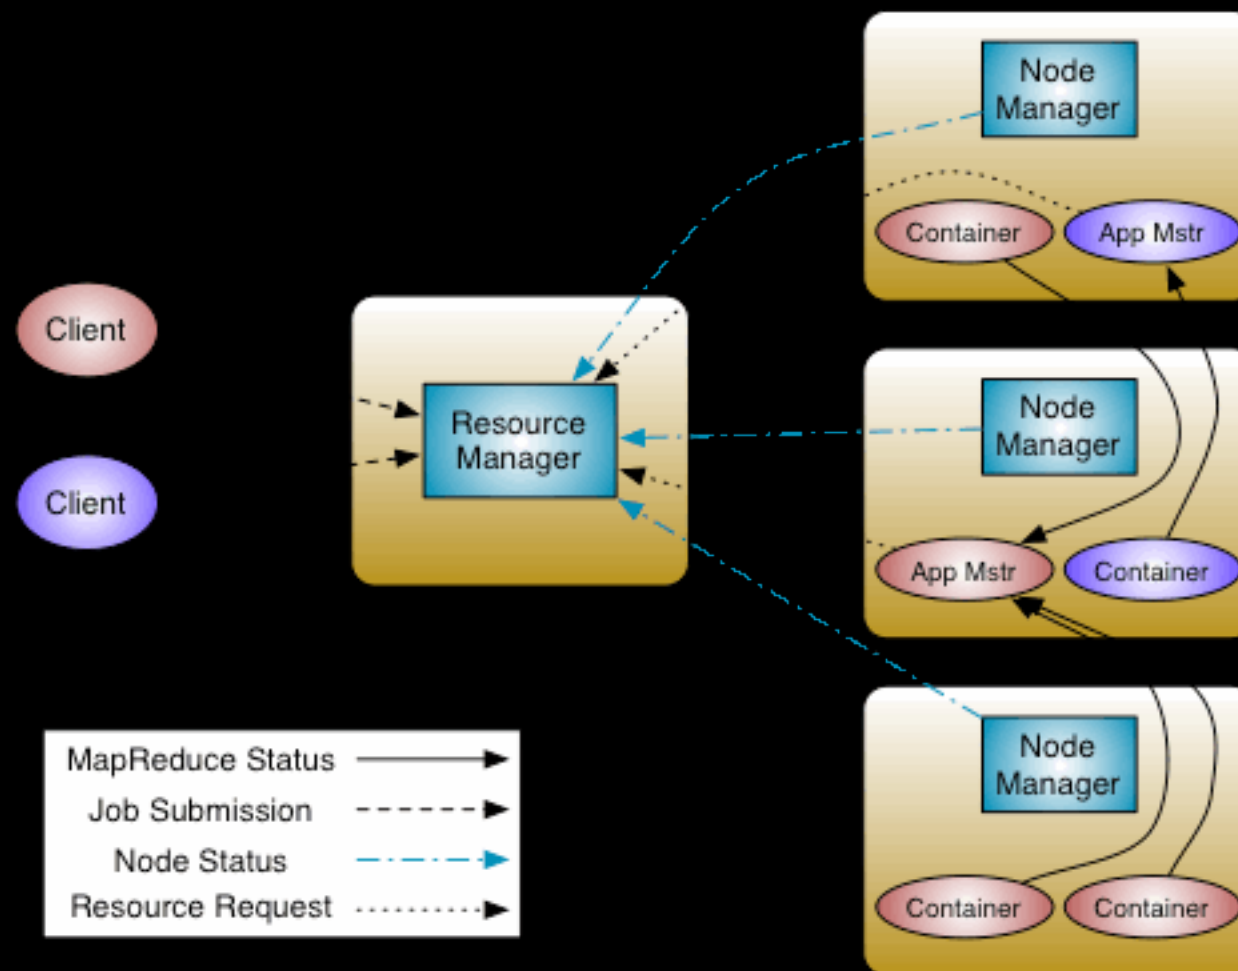 Node
Manager
Container
App Mstr
Client
Resource
Manager
Node
Manager
Client
App Mstr
Container
MapReduce Status
Job Submission
Node Status
Resource Request
Node
Manager
Container
Container